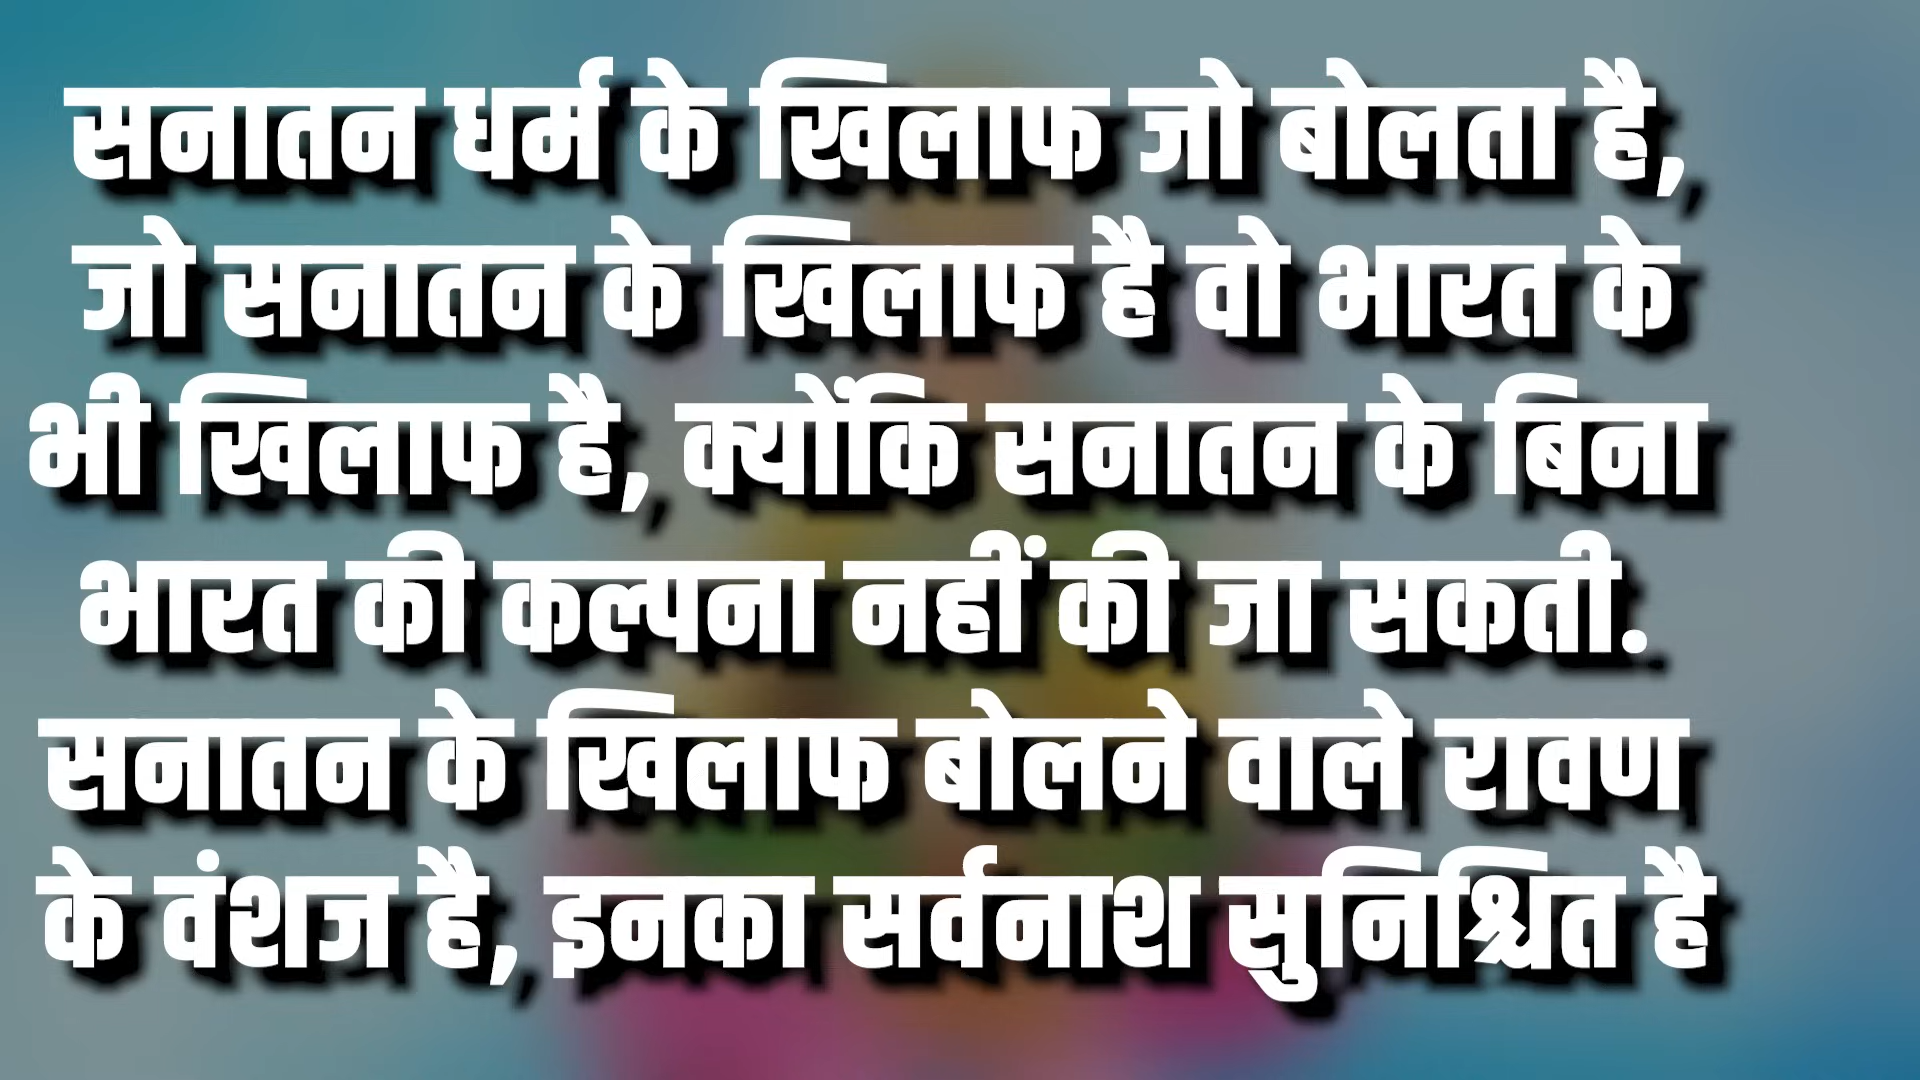 सनातन धर्म के खिलाफ जो बोलता है,
जो सनातन के खिलाफ है वो भारत के
भी खिलाफ है, क्योंकि सनातन के बिना
भारत की कल्पना नहीं की जा सकती.
सनातन के खिलाफ बोलने वाले रावण
के वंशज है, इनका सर्वनाश सुनिश्चित है